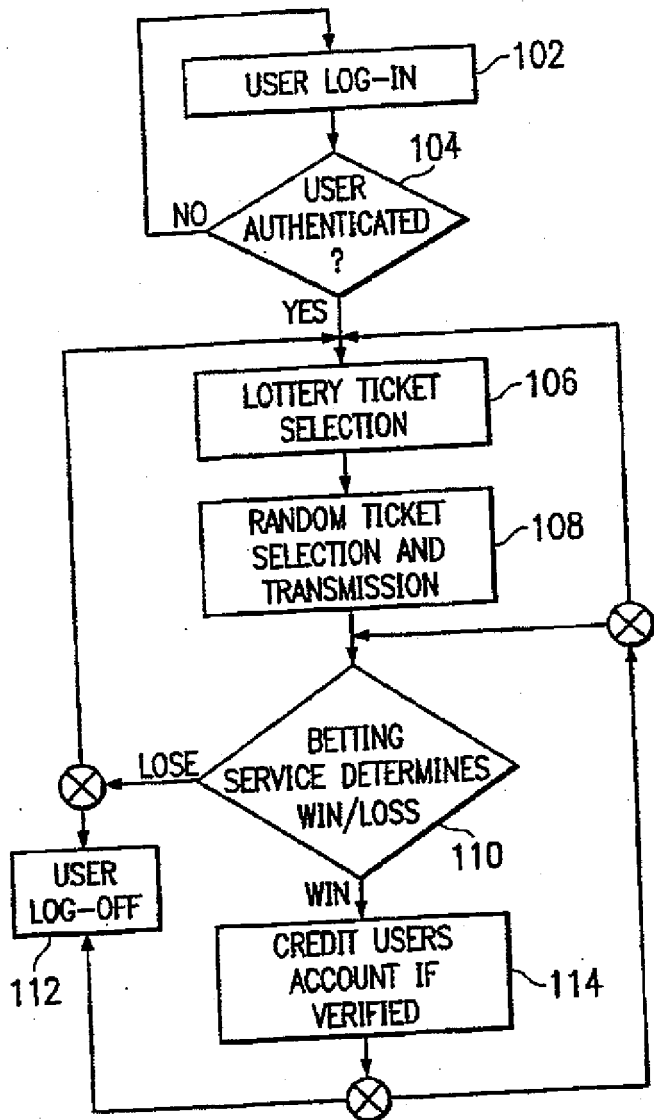 USER LOG-IN
102
104
USER
AUTHENTICATED
?
NO
YES
LOTTERY TICKET
SELECTION
106
RANDOM TICKET
SELECTION AND
TRANSMISSION
108
BETTING
SERVICE DETERMINES
WIN/LOSS
LOSE
110
WIN
USER
LOG-OFF
112
CREDIT USERS
ACCOUNT IF
VERIFIED
114